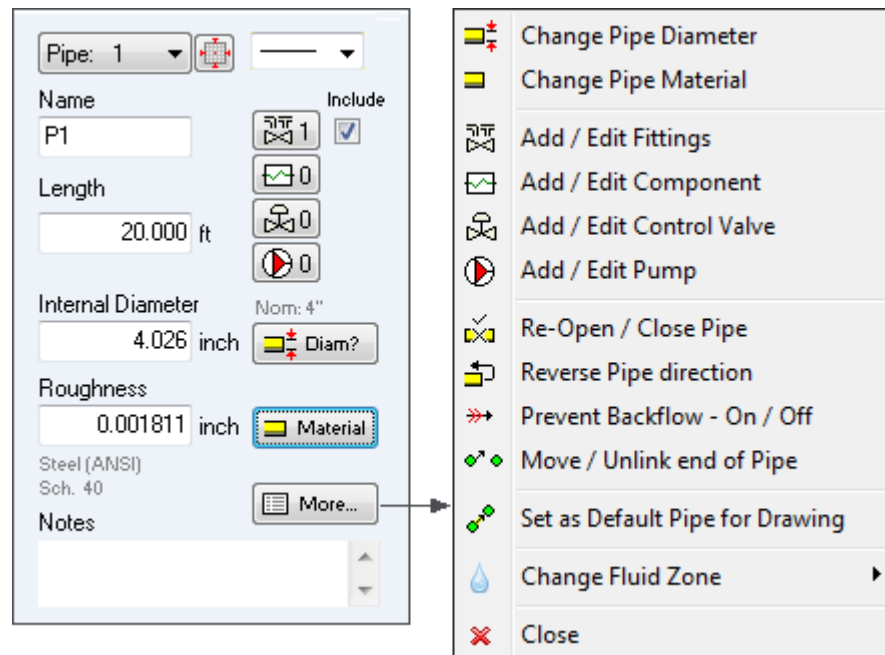 Pipe: 1
Name
Include
P1
1
Length
0
20.000 ft
0
0
Internal Diameter
Nom: 4"
4.026 inch
Diam?
Roughness
0.001811 inch
Material
Steel (ANSI)
Sch. 40
More...
Notes
Change Pipe Diameter
Change Pipe Material
Add / Edit Fittings
Add / Edit Component
Add / Edit Control Valve
Add / Edit Pump
Re-Open / Close Pipe
Reverse Pipe direction
Prevent Backflow - On / Off
Move / Unlink end of Pipe
Set as Default Pipe for Drawing
Change Fluid Zone
Close